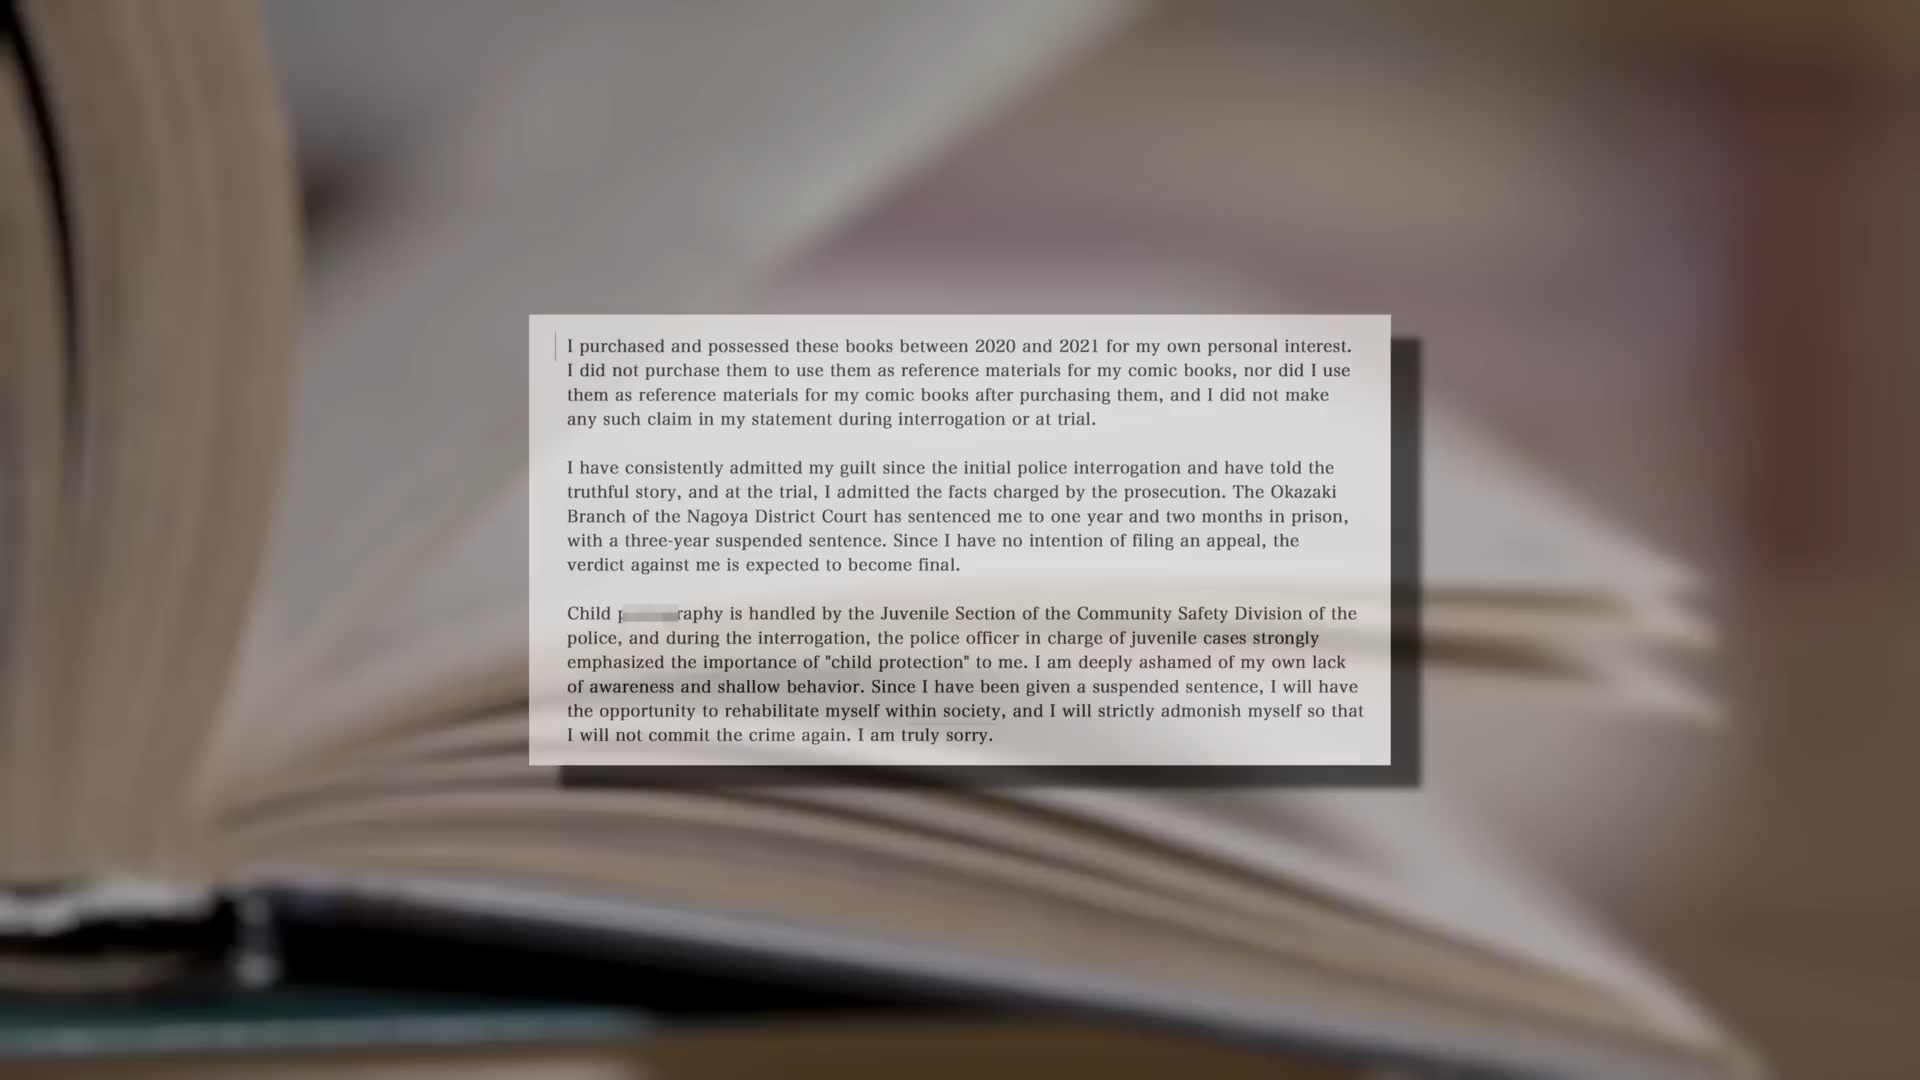 I purchased and possessed these books between 2020 and 2021 for my own personal interest.
I did not purchase them to use them as reference materials for my comic books, nor did I use
them as reference materials for my comic books after purchasing them, and I did not make
any such claim in my statement during interrogation or at trial.
I have consistently admitted my guilt since the initial police interrogation and have told the
truthful story, and at the trial, I admitted the facts charged by the prosecution. The Okazaki
Branch of the Nagoya District Court has sentenced me to one year and two months in prison,
with a three-year suspended sentence. Since I have no intention of filing an appeal, the
verdict against me is expected to become final.
Child is handled by the Juvenile Section of the Community Safety Division of the
police, and during the interrogation, the police officer in charge of juvenile cases strongly
emphasized the importance of "child protection" to me. I am deeply ashamed of my own lack
of awareness and shallow behavior. Since I have been given a suspended sentence, I will have
the opportunity to rehabilitate myself within society, and I will strictly admonish myself so that
I will not commit the crime again. I am truly sorry.